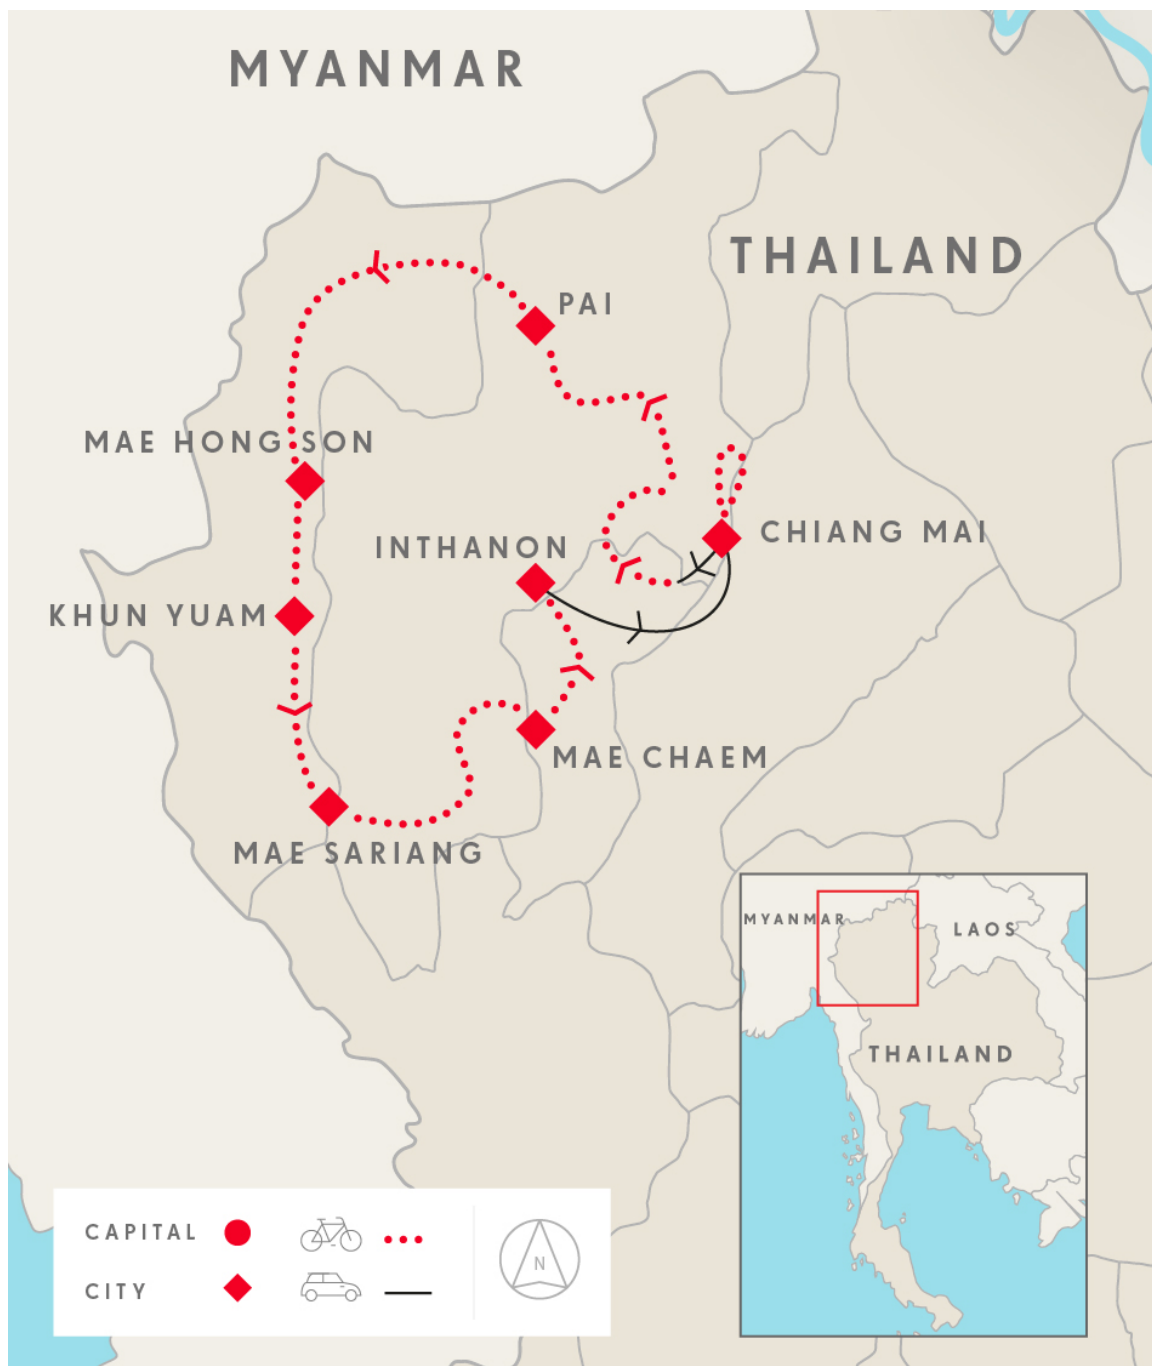 MYANMAR
THAILAND
PAI
MAE HONG SON
CHIANG MAI
INTHANON
KHUN YUAM
MAE CHAEM
MAE SARIANG
MYANMAR
LAOS
THAILAND
CAPITAL
CITY
N